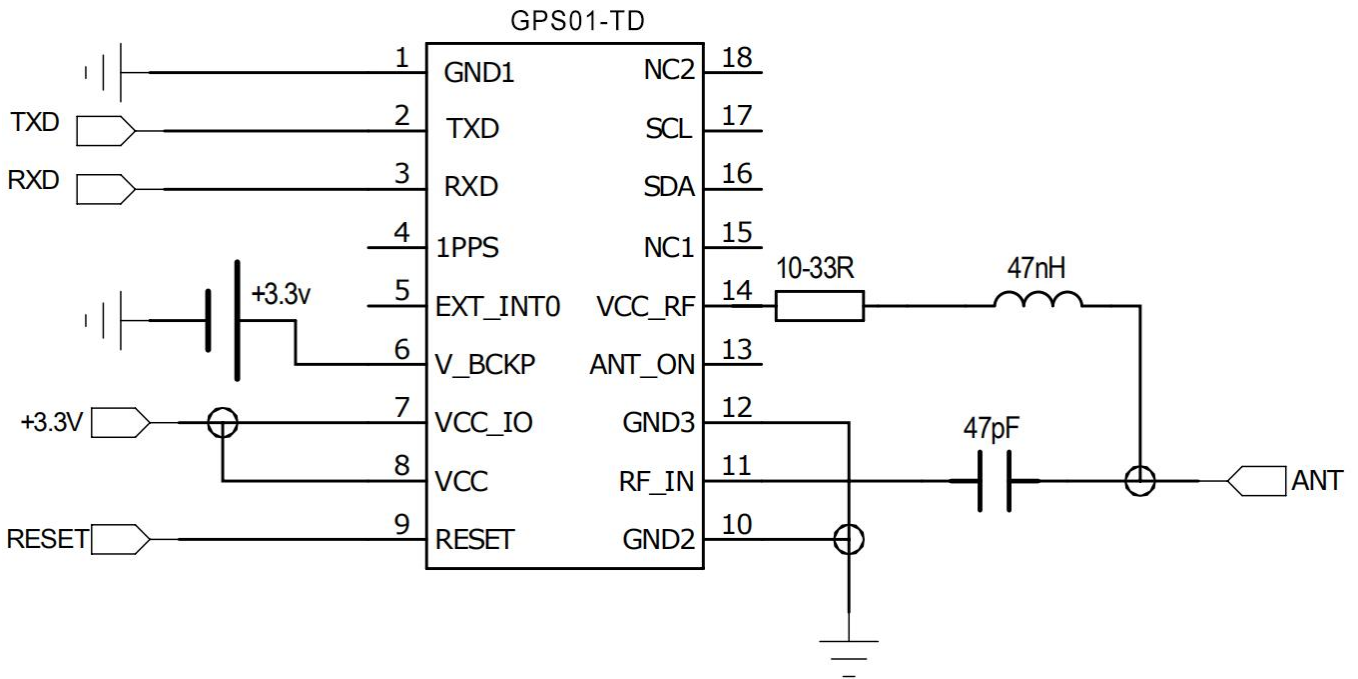 GPS01-TD
1 GND1 NC2 18
TXD 2 TXD SCL 17
RXD 3 RXD SDA 16
4 1PPS NC1 15
10-33R 47nH
+3.3v 5 EXT_INT0 VCC_RF 14
6 V_BCKP ANT_ON 13
+3.3V 7 VCC_IO GND3 12
47pF
8 VCC RF_IN 11 ANT
RESET 9 RESET GND2 10